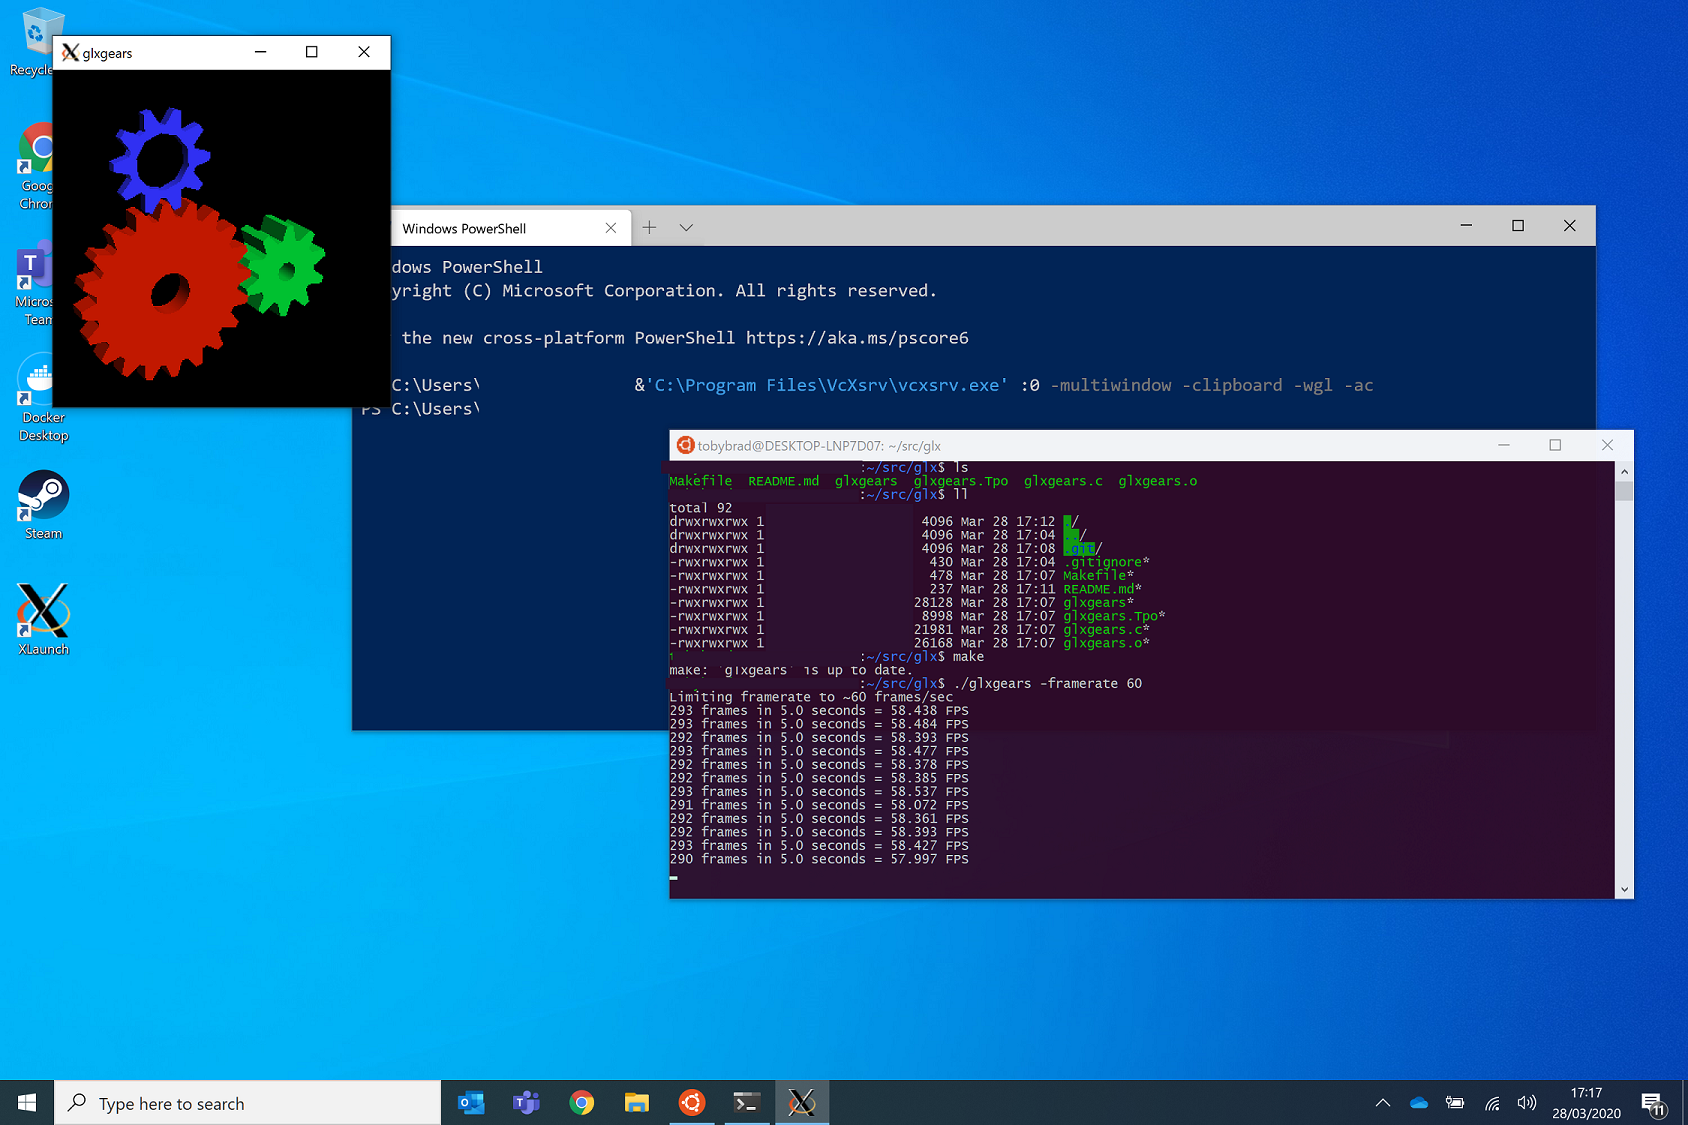 Recycle
glxgears
Goog
Chrom
Micros
Team
Docker
Desktop
Steam
XLaunch
Windows PowerShell
dows PowerShell
yright (C) Microsoft Corporation. All rights reserved.
the new cross-platform PowerShell https://aka.ms/pscore6
C:\Users\ &'C:\Program Files\VcXsrv\vcxsrv.exe' :0 -multiwindow -clipboard -wgl -ac
PS C:\Users\
tobybrad@DESKTOP-LNP7D07: ~/src/glx
:~/src/glx$ ls
Makefile README.md glxgears glxgears.Tpo glxgears.c glxgears.o
:~/src/glx$ ll
total 92
drwxrwxrwx 1 4096 Mar 28 17:12 ./
drwxrwxrwx 1 4096 Mar 28 17:04 ../
drwxrwxrwx 1 4096 Mar 28 17:08 .git/
-rwxrwxrwx 1 430 Mar 28 17:04 .gitignore*
-rwxrwxrwx 1 478 Mar 28 17:07 Makefile*
-rwxrwxrwx 1 237 Mar 28 17:11 README.md*
-rwxrwxrwx 1 28128 Mar 28 17:07 glxgears*
-rwxrwxrwx 1 8998 Mar 28 17:07 glxgears.Tpo*
-rwxrwxrwx 1 21981 Mar 28 17:07 glxgears.c*
-rwxrwxrwx 1 26168 Mar 28 17:07 glxgears.o*
:~/src/glx$ make
make: `glxgears' is up to date.
:~/src/glx$ ./glxgears -framerate 60
Limiting framerate to ~60 frames/sec
293 frames in 5.0 seconds = 58.438 FPS
293 frames in 5.0 seconds = 58.484 FPS
292 frames in 5.0 seconds = 58.393 FPS
293 frames in 5.0 seconds = 58.477 FPS
292 frames in 5.0 seconds = 58.378 FPS
292 frames in 5.0 seconds = 58.385 FPS
293 frames in 5.0 seconds = 58.537 FPS
291 frames in 5.0 seconds = 58.072 FPS
292 frames in 5.0 seconds = 58.361 FPS
292 frames in 5.0 seconds = 58.393 FPS
293 frames in 5.0 seconds = 58.427 FPS
290 frames in 5.0 seconds = 57.997 FPS
Type here to search
17:17
28/03/2020
11